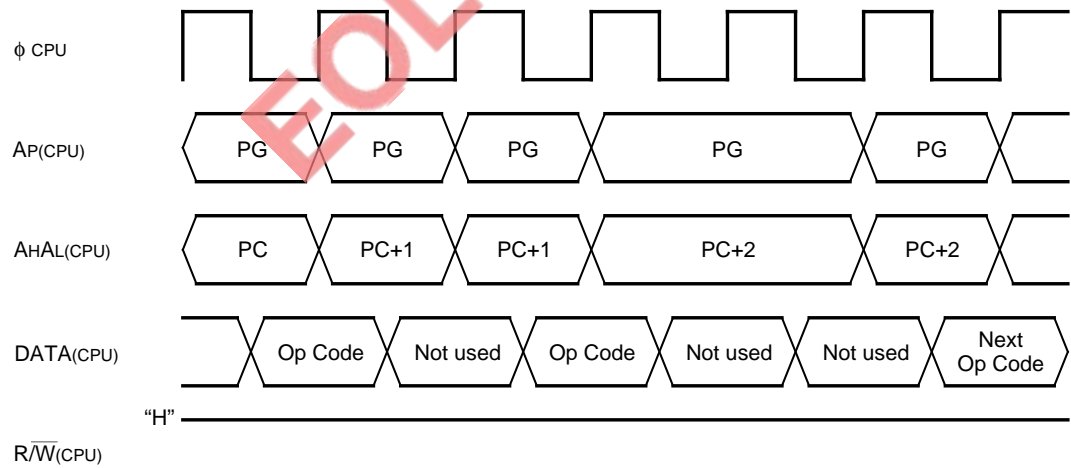 EOL
ϕ CPU
AP(CPU) PG PG PG PG PG
AHAL(CPU) PC PC+1 PC+1 PC+2 PC+2
DATA(CPU) Op Code Not used Op Code Not used Not used Next Op Code
“H”
R/W̅(CPU)